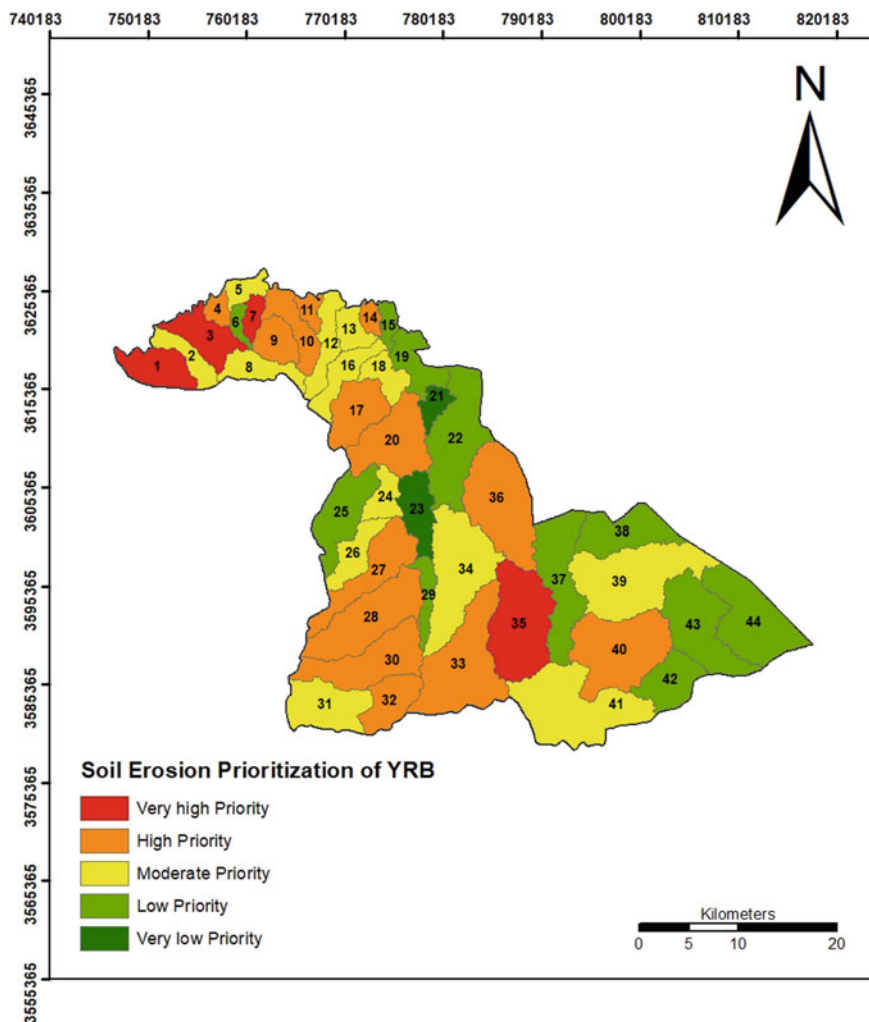 740183 750183 760183 770183 780183 790183 800183 810183 820183
3645365
3635365
3625365
3615365
3605365
3595365
3585365
3575365
3565365
3555365
N
5
4 7 11
6 14
3 9 10 12 13 15
1 2 8 16 18 19
21
17
20 22
24 23 36
25
26 38
27 34 37 39
29
28 35 43 44
30 33 40
42
31 32 41
Soil Erosion Prioritization of YRB
Very high Priority
High Priority
Moderate Priority
Low Priority
Very low Priority
Kilometers
0 5 10 20